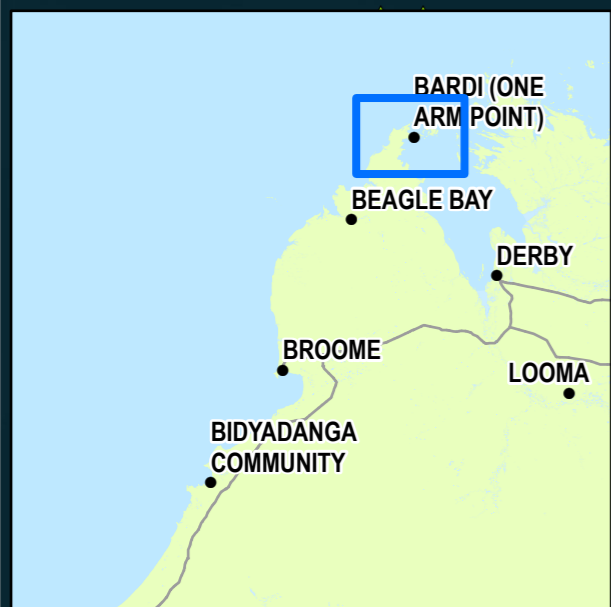 BARDI (ONE
ARM POINT)
BEAGLE BAY
DERBY
BROOME
LOOMA
BIDYADANGA
COMMUNITY